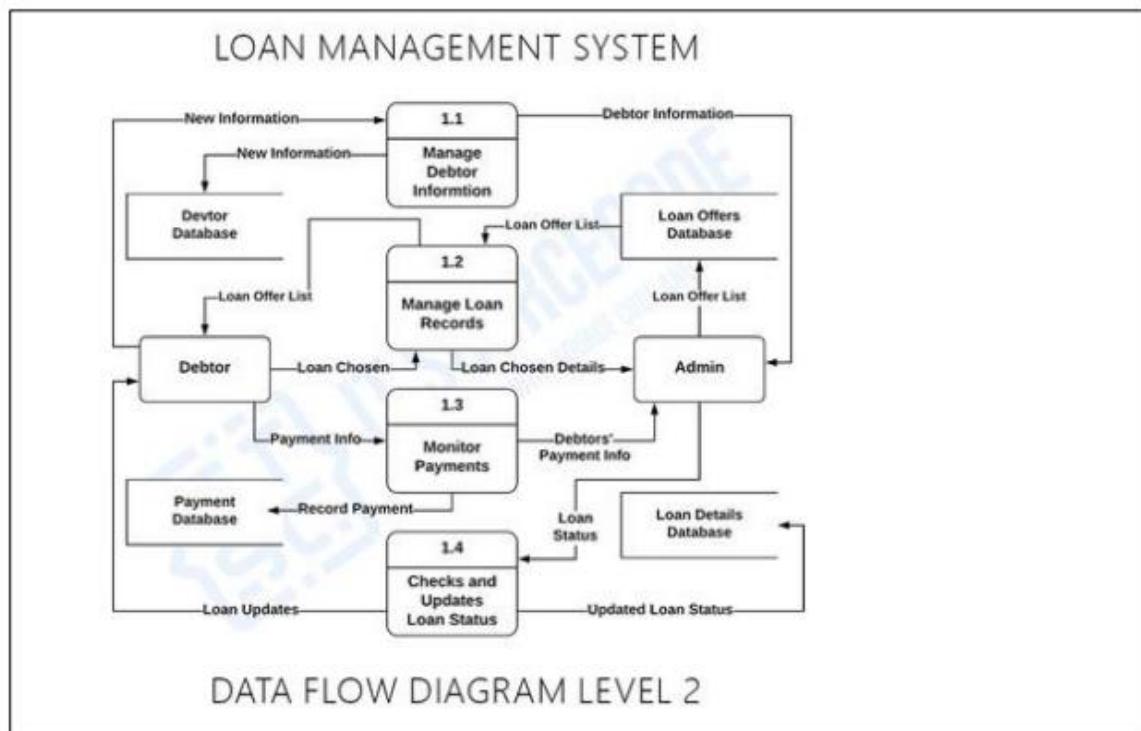 LOAN MANAGEMENT SYSTEM
New Information
1.1
Debtor Information
New Information
Manage
Debtor
Informtion
Devtor
Database
Loan Offer List
Loan Offers
Database
1.2
Loan Offer List
Manage Loan
Records
Loan Offer List
Debtor
Loan Chosen
Loan Chosen Details
Admin
1.3
Payment Info
Monitor
Payments
Debtors'
Payment Info
Payment
Database
Record Payment
Loan
Status
Loan Details
Database
1.4
Checks and
Updates
Loan Status
Loan Updates
Updated Loan Status
DATA FLOW DIAGRAM LEVEL 2